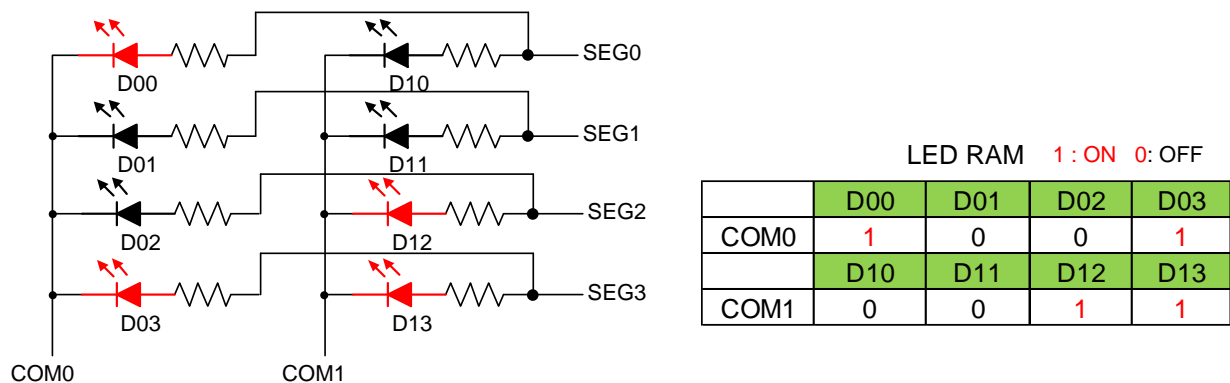 SEG0
D00
D10
SEG1
D01
D11
SEG2
D02
D12
SEG3
D03
D13
COM0
COM1
LED RAM 1 : ON 0: OFF
D00 D01 D02 D03
COM0 1 0 0 1
D10 D11 D12 D13
COM1 0 0 1 1